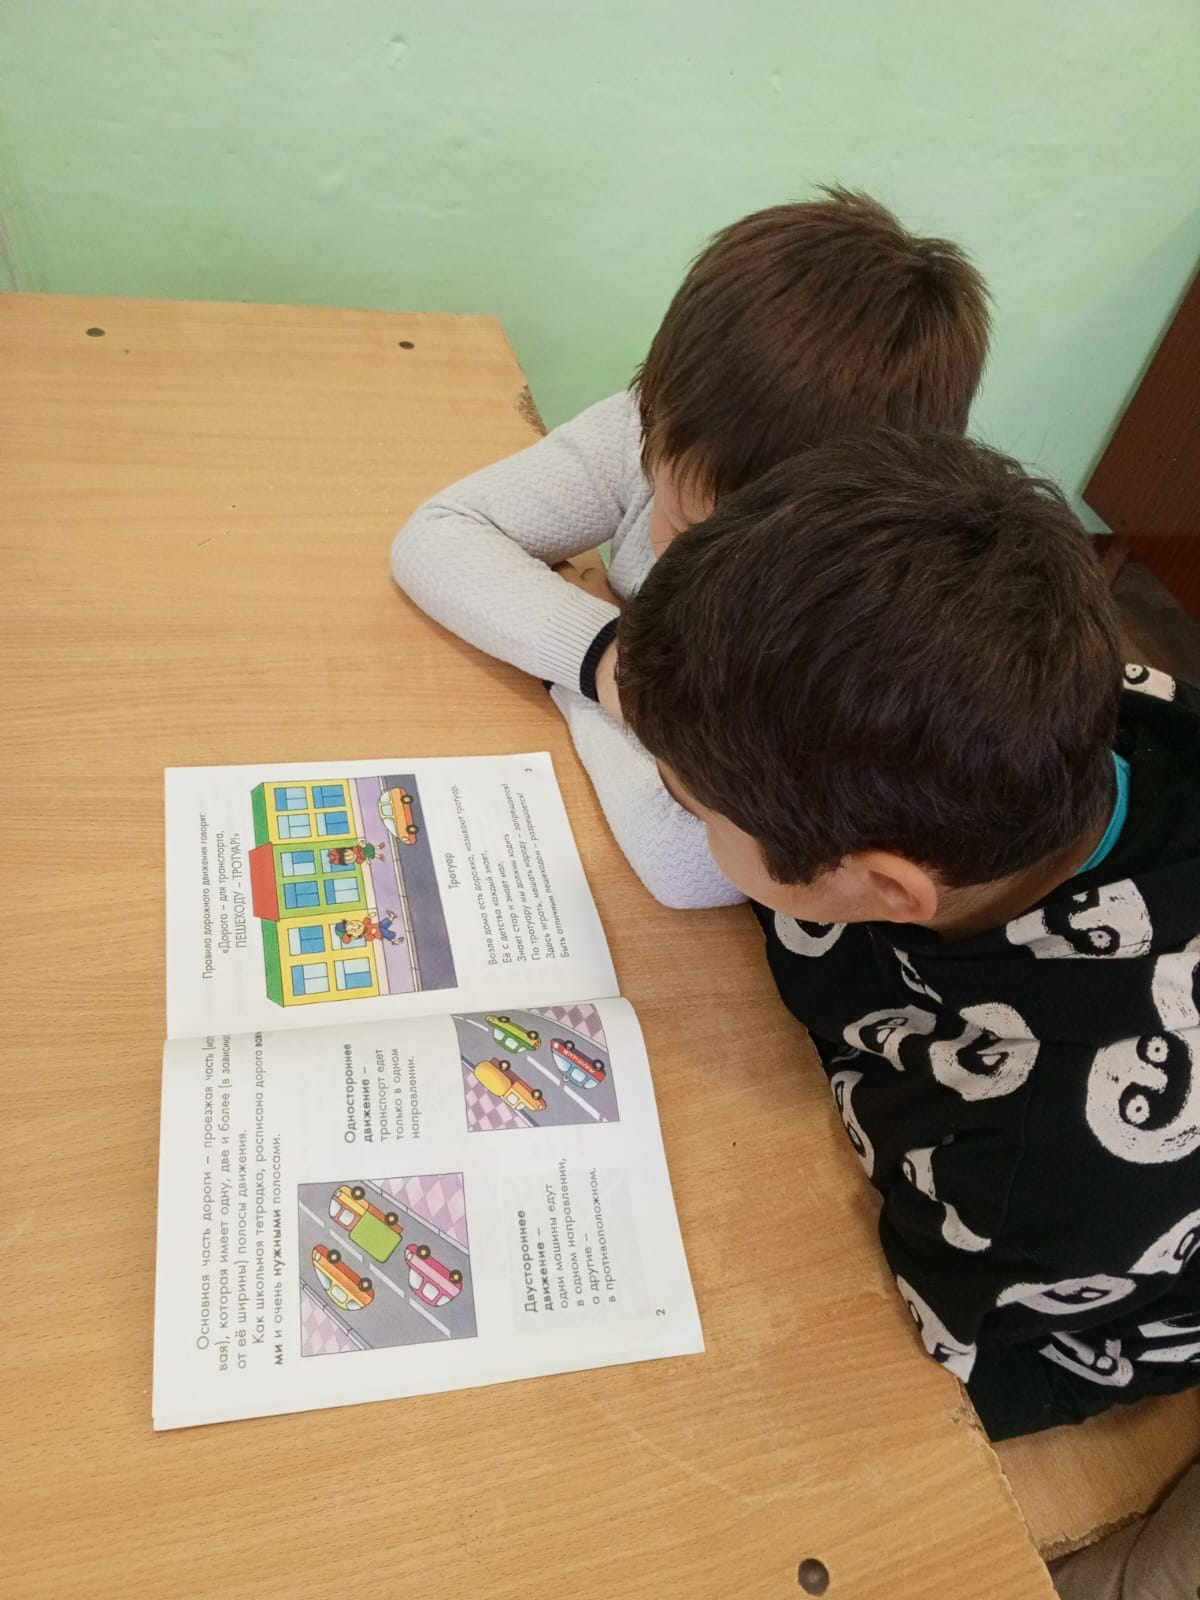 Основная часть дороги – проезжая часть
вая), которая имеет одну, две и более (в зависимо
от её ширины) полосы движения.
Как школьная тетрадка, расписана дорога
ми и очень нужными полосами.
Одностороннее
движение –
транспорт едет
только в одном
направлении.
Двустороннее
движение –
одни машины едут
в одном направлении,
а другие –
в противоположном.
2
Правила дорожного движения говорят:
«Дорога – для транспорта,
ПЕШЕХОДУ – ТРОТУАР!»
Тротуар
Возле дома есть дорожка, называют тротуар.
Её с детства каждый знает,
Знает стар и знает мал.
По тротуару мы должны ходить
Здесь играть, мешать народу – запрещается!
Быть отличным пешеходом – разрешается!
3